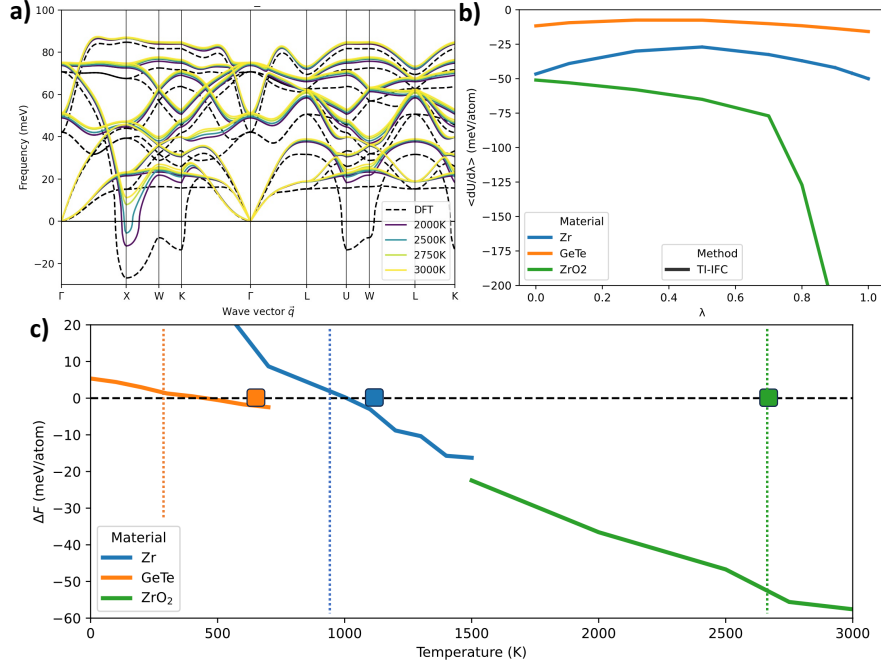 a)
100
80
60
40
20
0
−20
Frequency (meV)
Γ
X
W
K
Γ
L
U
W
L
K
Wave vector q⃗
DFT
2000K
2500K
2750K
3000K
b)
0
−25
−50
−75
−100
−125
−150
−175
−200
<dU/dλ> (meV/atom)
0.0
0.2
0.4
0.6
0.8
1.0
λ
Material
Zr
GeTe
ZrO2
Method
TI-IFC
c)
20
10
0
−10
−20
−30
−40
−50
−60
ΔF (meV/atom)
0
500
1000
1500
2000
2500
3000
Temperature (K)
Material
Zr
GeTe
ZrO₂